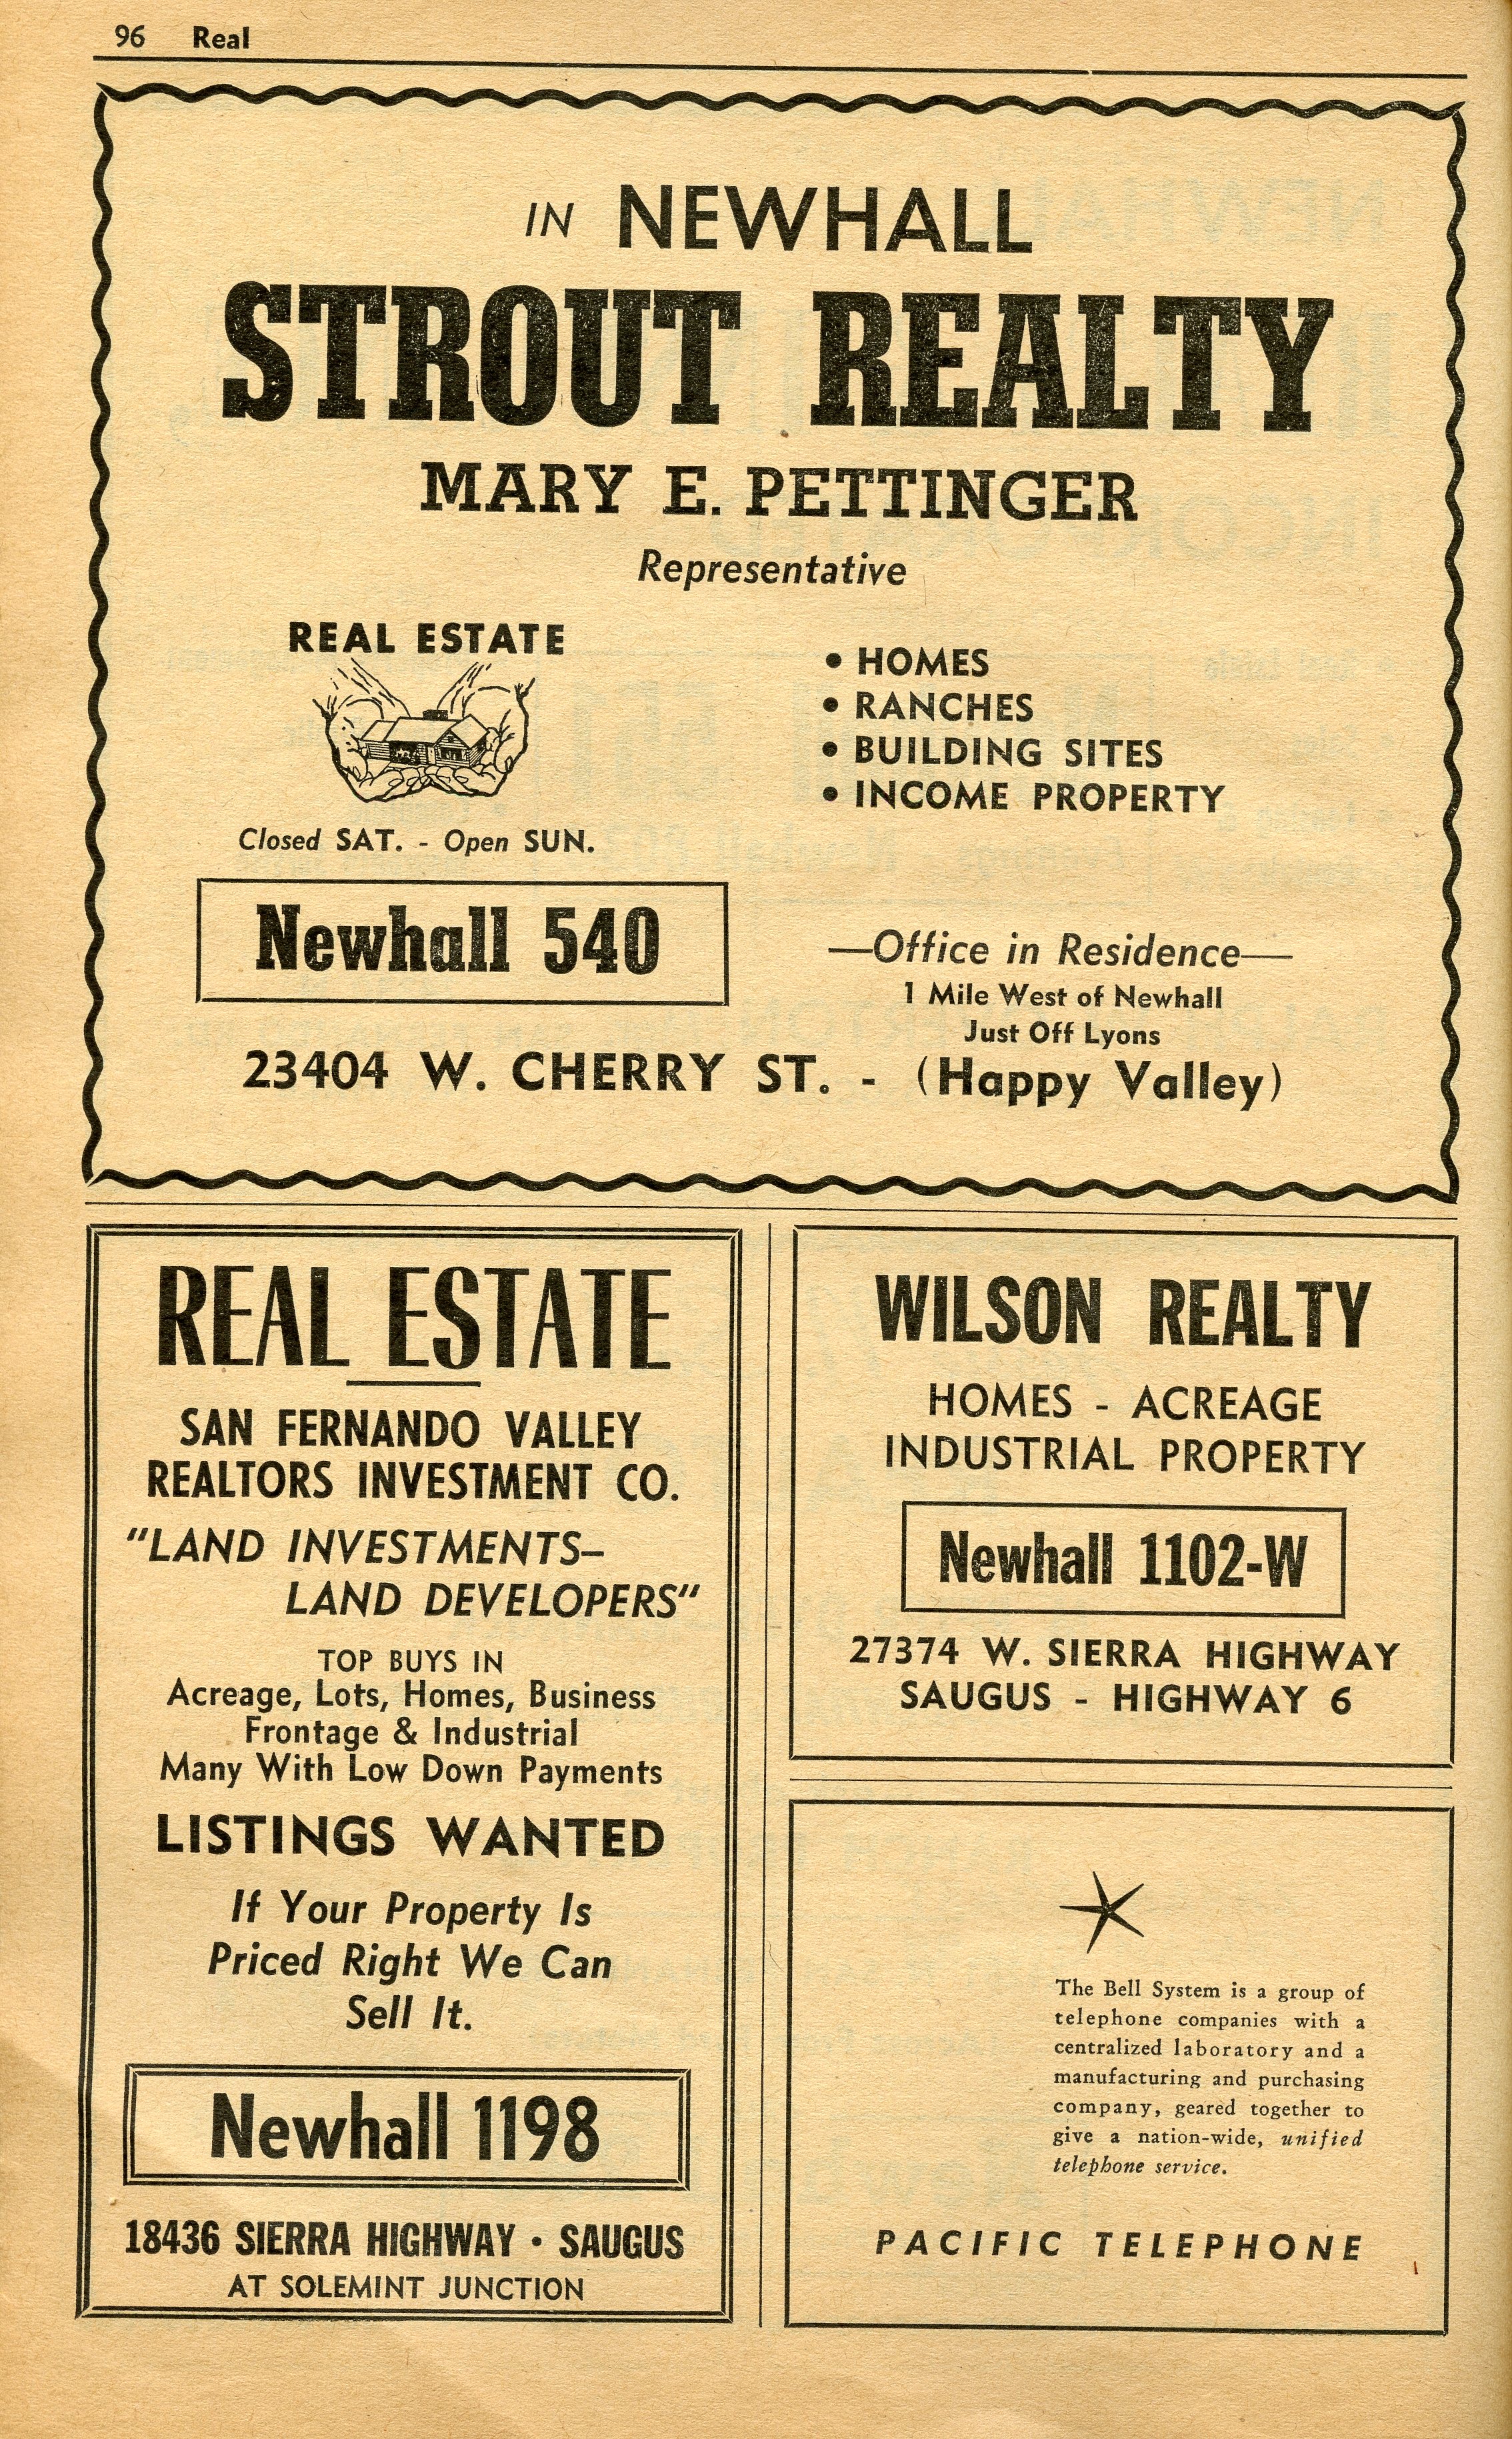 96 Real
IN NEWHALL
STROUT REALTY
MARY E. PETTINGER
Representative
REAL ESTATE
Closed SAT. - Open SUN.
• HOMES
• RANCHES
• BUILDING SITES
• INCOME PROPERTY
Newhall 540
—Office in Residence—
1 Mile West of Newhall
Just Off Lyons
23404 W. CHERRY ST. - (Happy Valley)
REAL ESTATE
SAN FERNANDO VALLEY
REALTORS INVESTMENT CO.
"LAND INVESTMENTS–
LAND DEVELOPERS"
TOP BUYS IN
Acreage, Lots, Homes, Business
Frontage & Industrial
Many With Low Down Payments
LISTINGS WANTED
If Your Property Is
Priced Right We Can
Sell It.
Newhall 1198
18436 SIERRA HIGHWAY • SAUGUS
AT SOLEMINT JUNCTION
WILSON REALTY
HOMES - ACREAGE
INDUSTRIAL PROPERTY
Newhall 1102-W
27374 W. SIERRA HIGHWAY
SAUGUS - HIGHWAY 6
The Bell System is a group of
telephone companies with a
centralized laboratory and a
manufacturing and purchasing
company, geared together to
give a nation-wide, unified
telephone service.
PACIFIC TELEPHONE